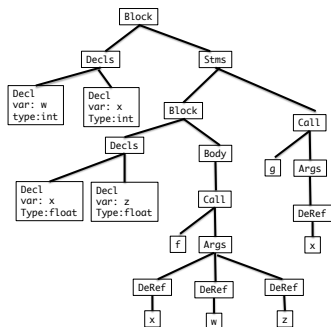 Block
Decls
Stms
Decl
var: w
type:int
Decl
var: x
Type:int
Block
Call
Decls
Body
g
Args
Decl
var: x
Type:float
Decl
var: z
Type:float
Call
DeRef
f
Args
x
DeRef
DeRef
DeRef
x
w
z